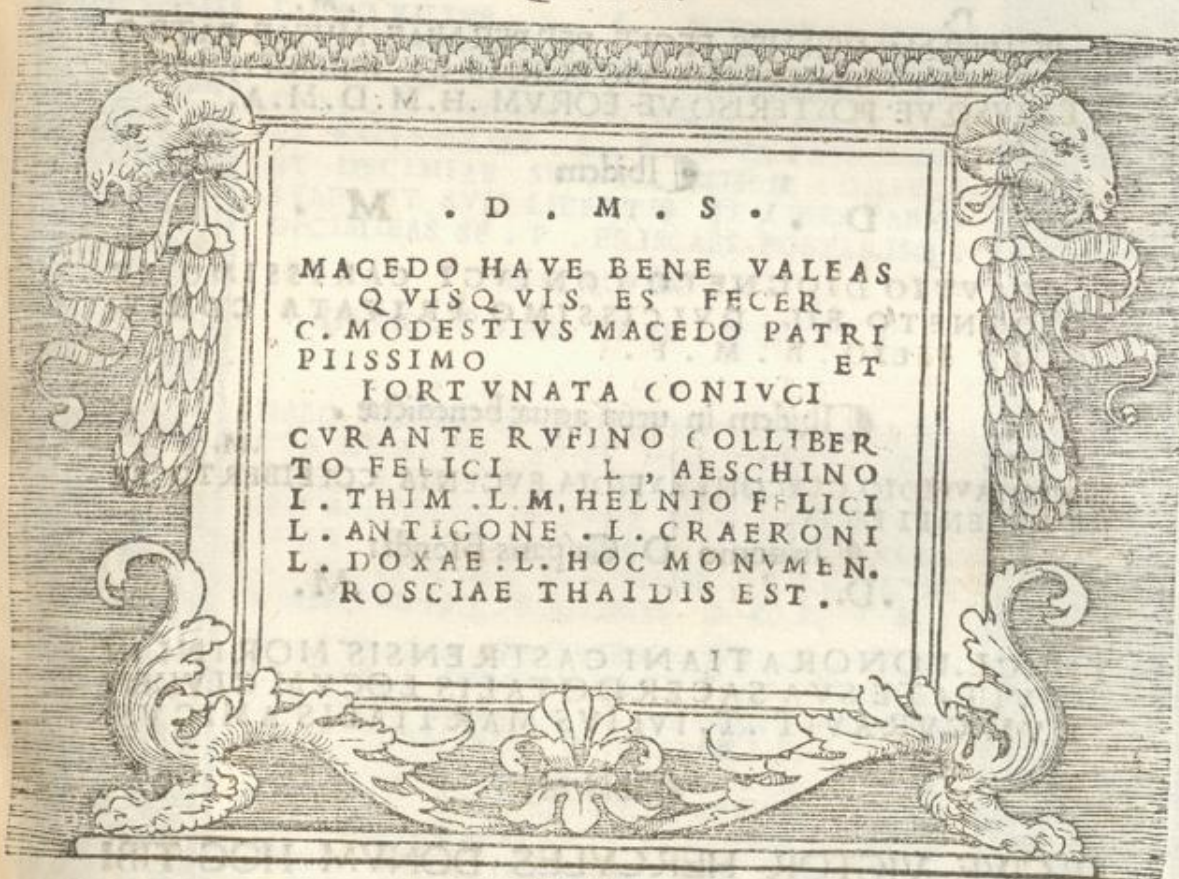 . D . M . S .
MACEDO HAVE BENE VALEAS
QVISQVIS ES FECER
C. MODESTIVS MACEDO PATRI
PIISSIMO ET
FORTVNATA CONIVCI
CVRANTE RVFINO COLLIBER
TO FELICI L, AESCHINO
I. THIM .L.M.HELNIO FELICI
L. ANTIGONE .L. CRAERONI
L. DOXAE .L. HOC MONVMEN.
ROSCIAE THAIDIS EST .